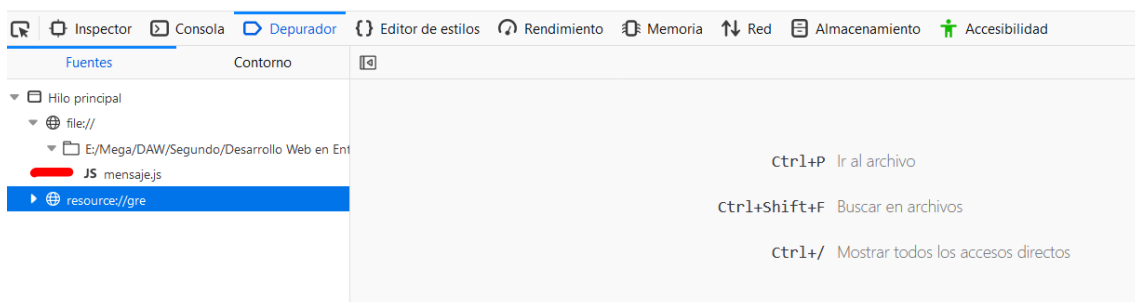 Inspector Consola Depurador Editor de estilos Rendimiento Memoria Red Almacenamiento Accesibilidad
Fuentes Contorno
Hilo principal
file://
E:/Mega/DAW/Segundo/Desarrollo Web en Ent
JS mensaje.js
resource://gre
Ctrl+P Ir al archivo
Ctrl+Shift+F Buscar en archivos
Ctrl+/ Mostrar todos los accesos directos